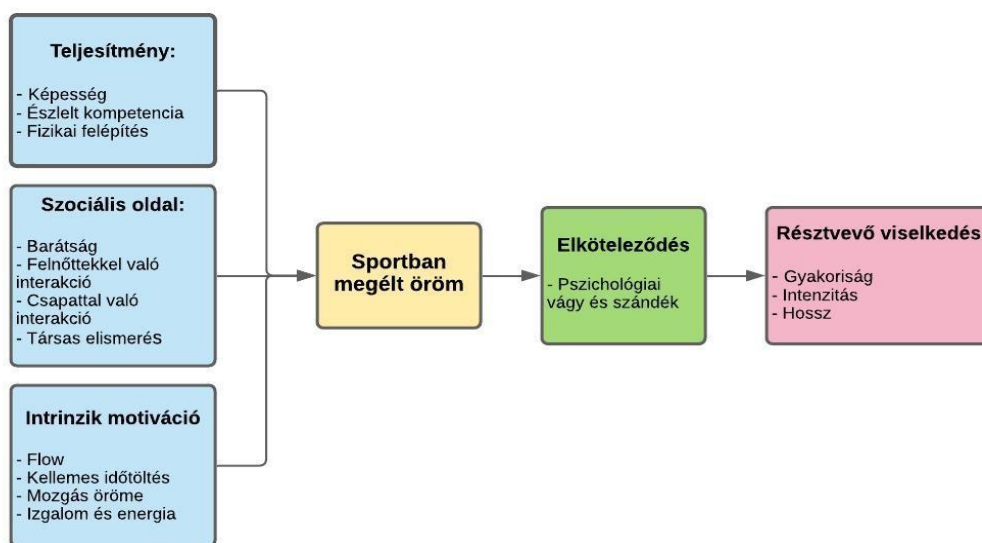 Teljesítmény:
- Képesség
- Észlelt kompetencia
- Fizikai felépítés
Szociális oldal:
- Barátság
- Felnőttekkel való
interakció
- Csapattal való
interakció
- Társas elismerés
Intrinzik motiváció
- Flow
- Kellemes időtöltés
- Mozgás öröme
- Izgalom és energia
Sportban
megélt öröm
Elköteleződés
- Pszichológiai
vágy és szándék
Résztvevő viselkedés
- Gyakoriság
- Intenzitás
- Hossz